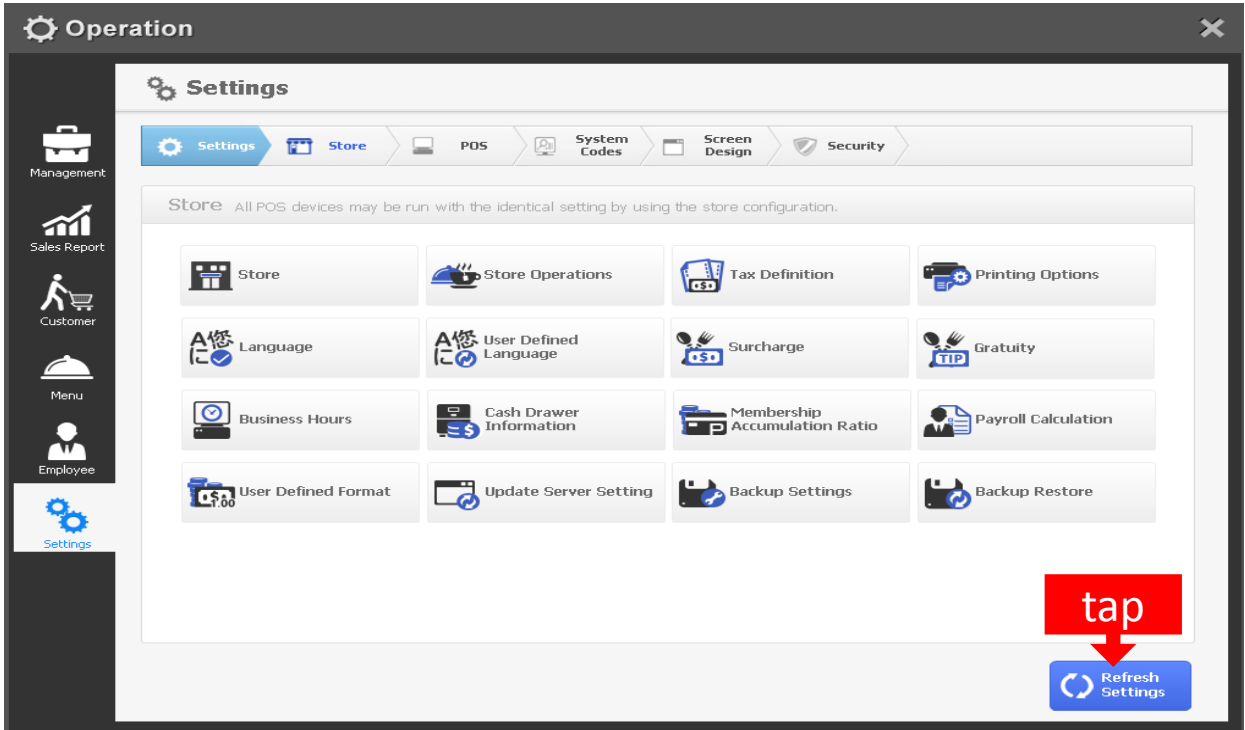 Operation
Settings
Management
Sales Report
Customer
Menu
Employee
Settings
Settings
Store
POS
System
Codes
Screen
Design
Security
Store All POS devices may be run with the identical setting by using the store configuration.
Store
Store Operations
Tax Definition
Printing Options
Language
User Defined
Language
Surcharge
TIP
Gratuity
Business Hours
Cash Drawer
Information
Membership
Accumulation Ratio
Payroll Calculation
User Defined Format
Update Server Setting
Backup Settings
Backup Restore
tap
Refresh
Settings